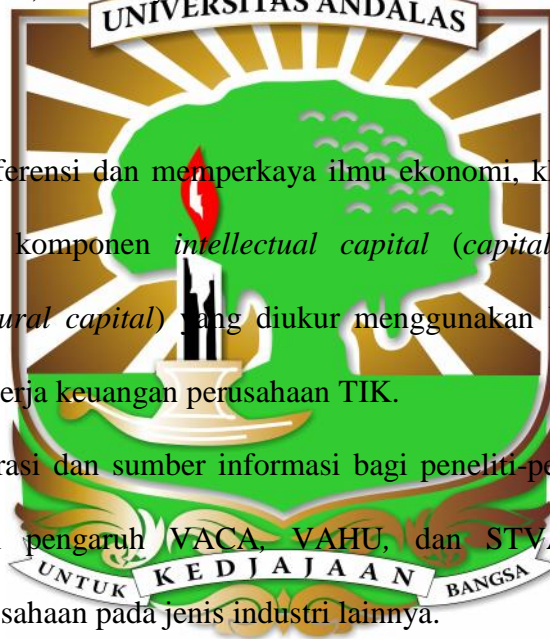 UNIVERSITAS ANDALAS
ferensi dan memperkaya ilmu ekonomi, kh
komponen intellectual capital (capital
ural capital) yang diukur menggunakan
erja keuangan perusahaan TIK.
rasi dan sumber informasi bagi peneliti-pe
pengaruh VACA, VAHU, dan STVA
usahaan pada jenis industri lainnya.
UNTUK KEDJAJAAN BANGSA